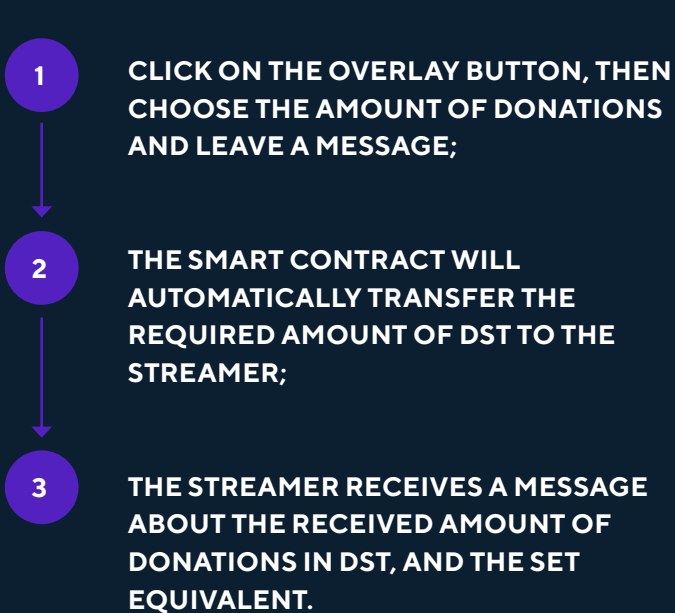 1
CLICK ON THE OVERLAY BUTTON, THEN
CHOOSE THE AMOUNT OF DONATIONS
AND LEAVE A MESSAGE;
2
THE SMART CONTRACT WILL
AUTOMATICALLY TRANSFER THE
REQUIRED AMOUNT OF DST TO THE
STREAMER;
3
THE STREAMER RECEIVES A MESSAGE
ABOUT THE RECEIVED AMOUNT OF
DONATIONS IN DST, AND THE SET
EQUIVALENT.